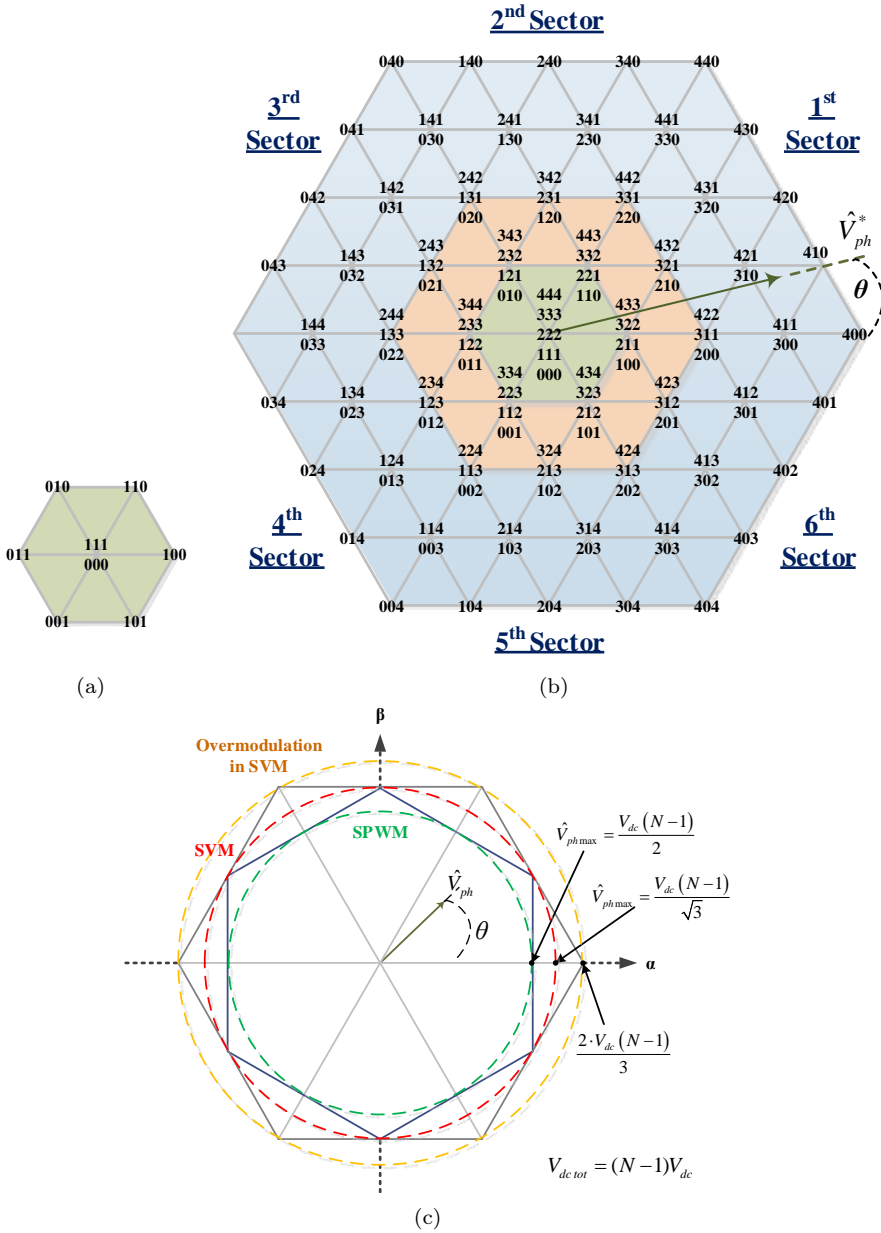 2nd Sector
040 140 240 340 440
3rd Sector
1st Sector
141 241 341 441
041 030 130 230 330 430
242 342 442
142 131 231 331 431
042 031 020 120 220 320 420
V̂*ph
343 443
243 232 332 432
143 132 121 221 321 421 410
043 032 021 010 110 210 310
θ
444
344 333 433
244 233 222 322 422
144 133 122 111 211 311 411 400
033 022 011 000 100 200 300
334 434
234 223 323 423
134 123 112 212 312 412
034 023 012 001 101 201 301 401
224 324 424
124 113 213 313 413
024 013 002 102 202 302 402
114 214 314 414
014 003 103 203 303 403
4th Sector
6th Sector
004 104 204 304 404
5th Sector
010 110
111
011 000 100
001 101
(a)
(b)
β
Overmodulation
in SVM
SPWM
SVM
V̂ph
θ
α
V̂ph max = Vdc (N−1) / 2
V̂ph max = Vdc (N−1) / √3
2·Vdc (N−1) / 3
Vdc tot = (N−1)Vdc
(c)